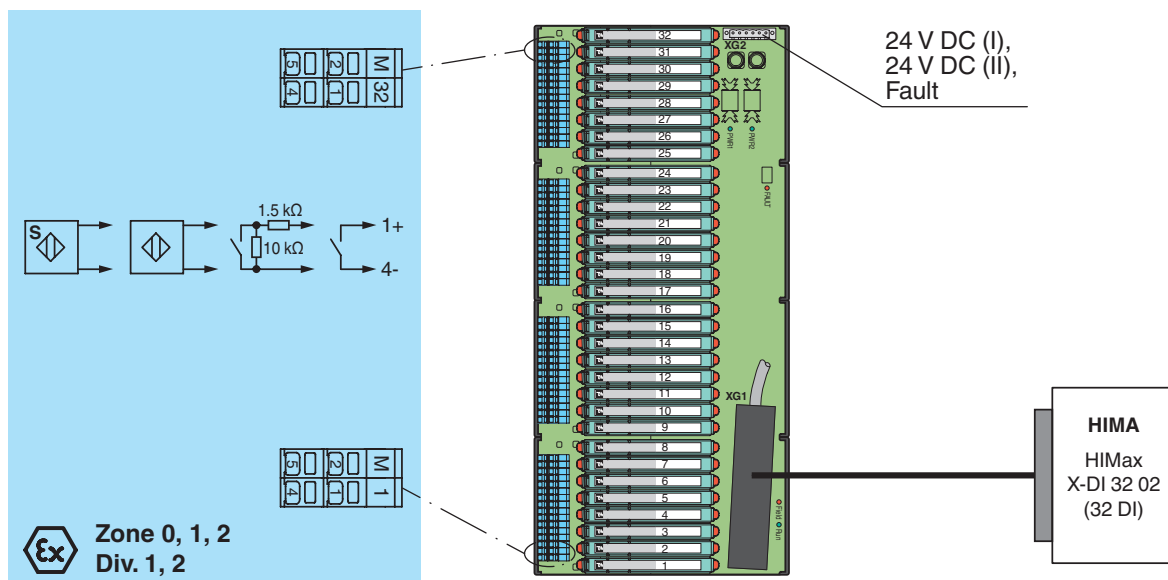 5 2 M
4 1 32
S
1.5 kΩ
10 kΩ
1+
4-
5 2 M
4 1 1
Ex
Zone 0, 1, 2
Div. 1, 2
32
31
30
29
28
27
26
25
24
23
22
21
20
19
18
17
16
15
14
13
12
11
10
9
8
7
6
5
4
3
2
1
XG2
PWR1
PWR2
FAULT
XG1
Field
Run
24 V DC (I),
24 V DC (II),
Fault
HIMA
HIMax
X-DI 32 02
(32 DI)